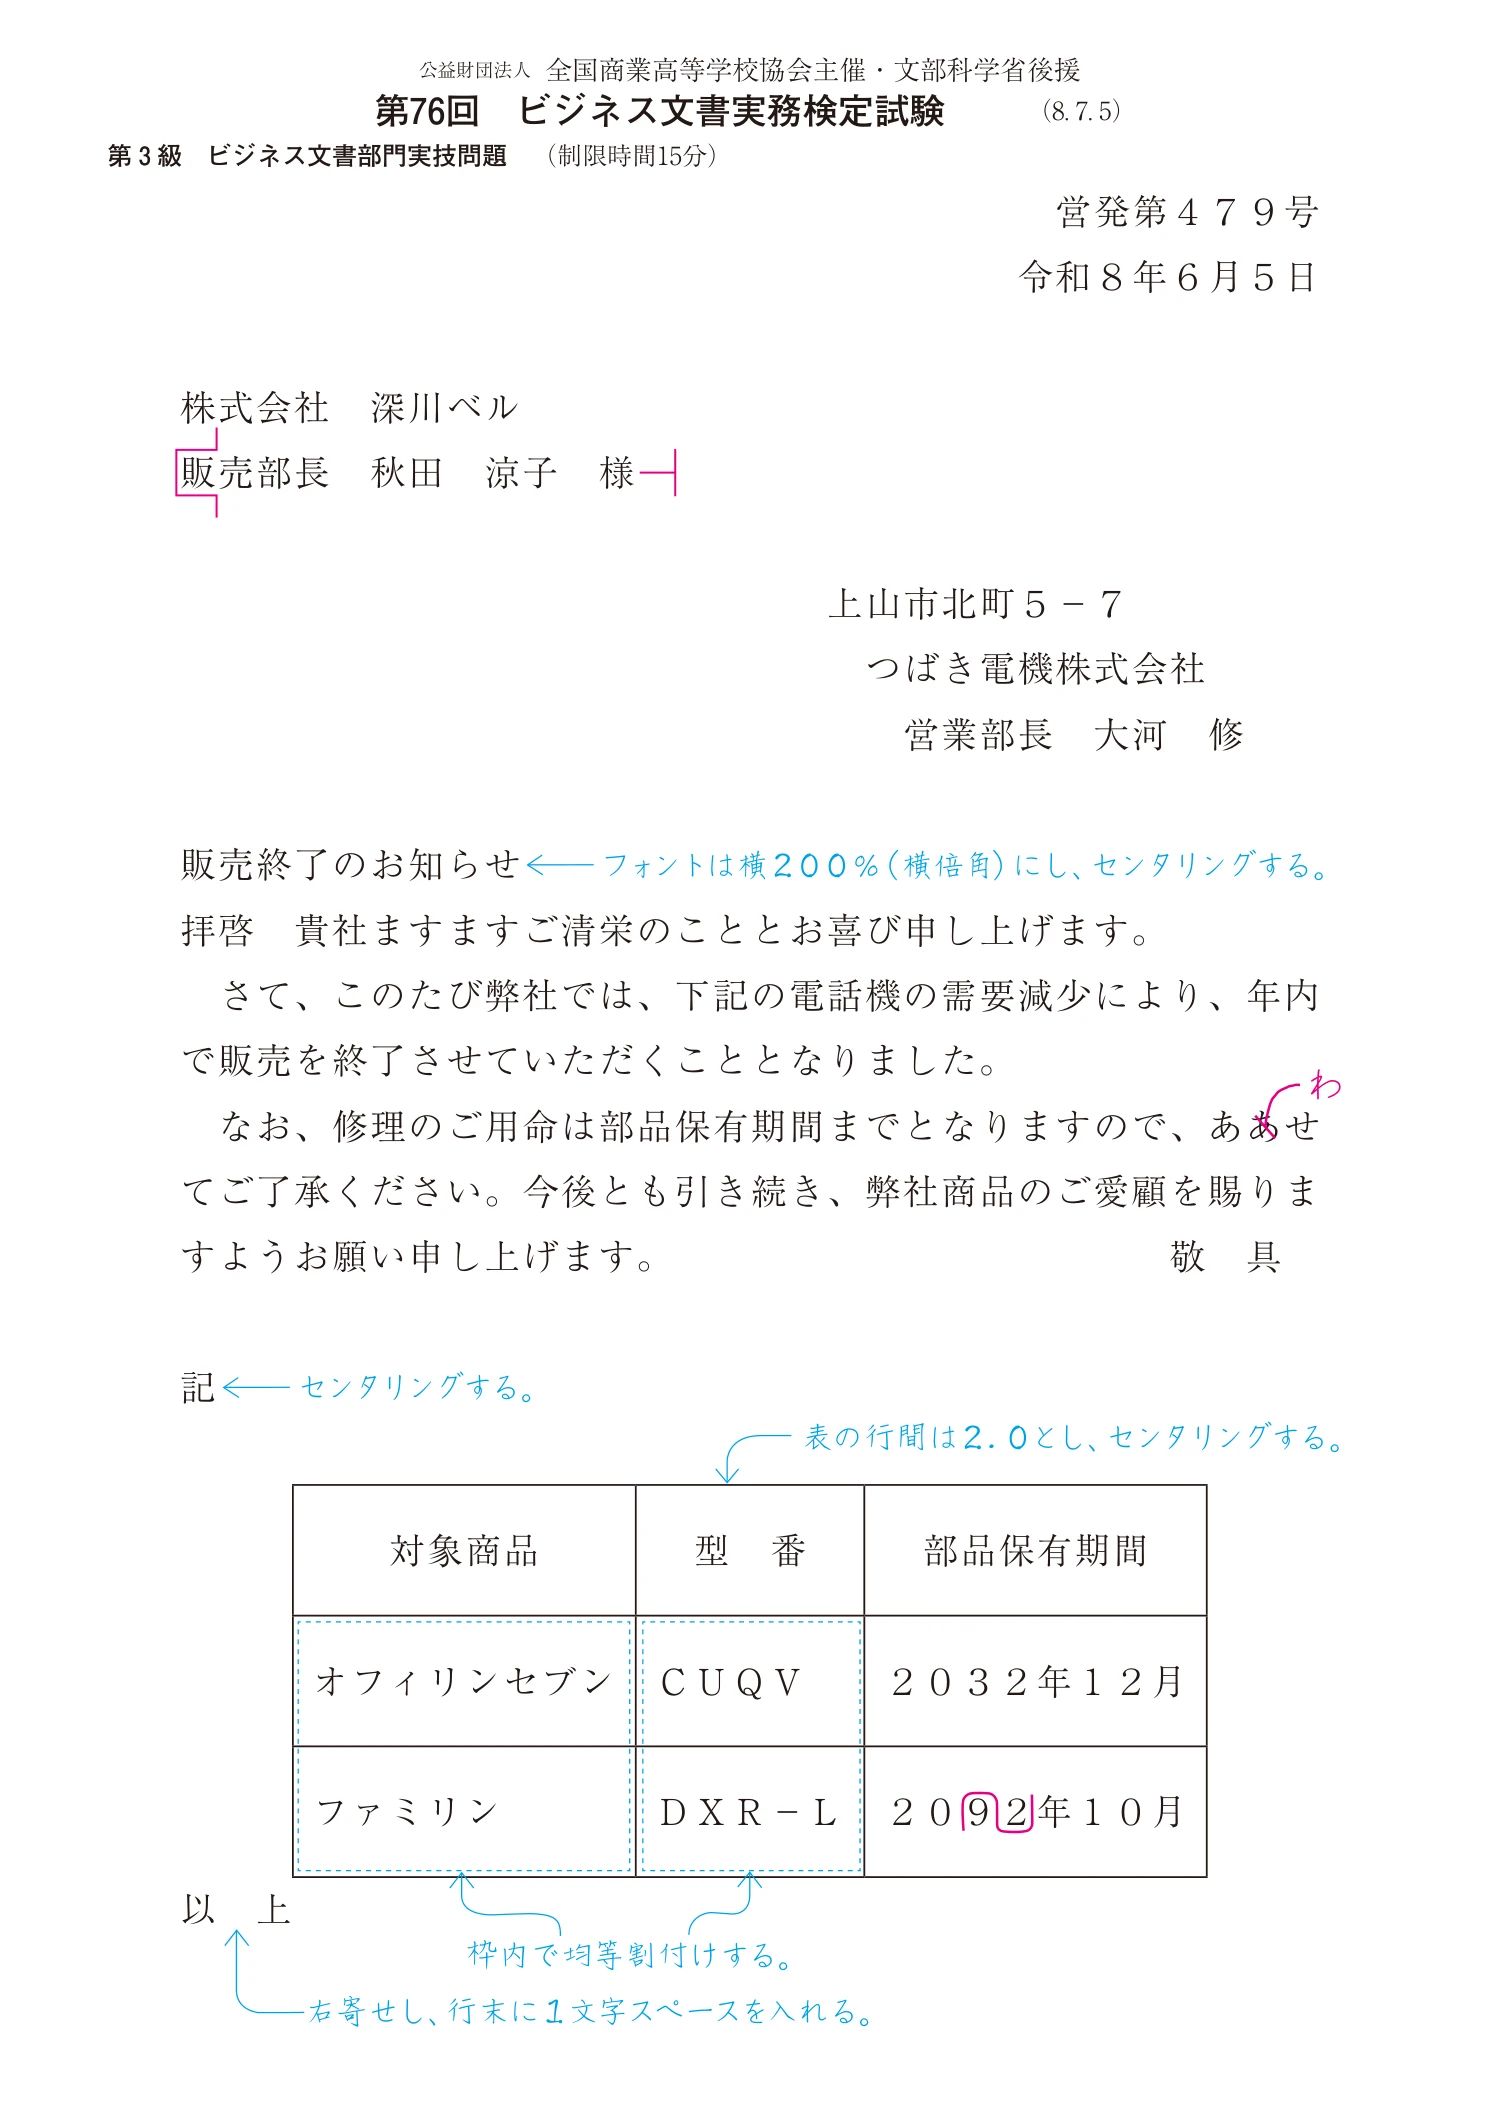 公益財団法人 全国商業高等学校協会主催・文部科学省後援
第76回 ビジネス文書実務検定試験 (8.7.5)
第3級 ビジネス文書部門実技問題 (制限時間15分)
営発第479号
令和8年6月5日
株式会社 深川ベル
販売部長 秋田 涼子 様
上山市北町5-7
つばき電機株式会社
営業部長 大河 修
販売終了のお知らせ フォントは横200%(横倍角)にし、センタリングする。
拝啓 貴社ますますご清栄のこととお喜び申し上げます。
さて、このたび弊社では、下記の電話機の需要減少により、年内
で販売を終了させていただくこととなりました。
わ
なお、修理のご用命は部品保有期間までとなりますので、ああせ
てご了承ください。今後とも引き続き、弊社商品のご愛顧を賜りま
すようお願い申し上げます。 敬 具
記 センタリングする。
表の行間は2.0とし、センタリングする。
対象商品 型 番 部品保有期間
オフィリンセブン CUQV 2032年12月
ファミリン DXR-L 2092年10月
以 上
枠内で均等割付けする。
右寄せし、行末に1文字スペースを入れる。